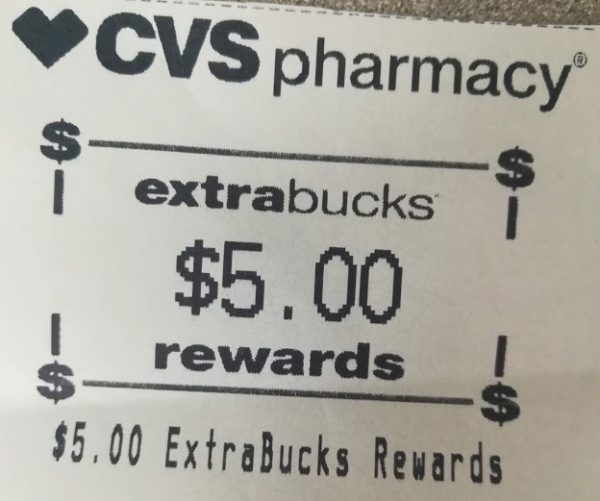 CVS pharmacy®
$ $
extrabucks
$5.00
rewards
$ $
$5.00 ExtraBucks Rewards